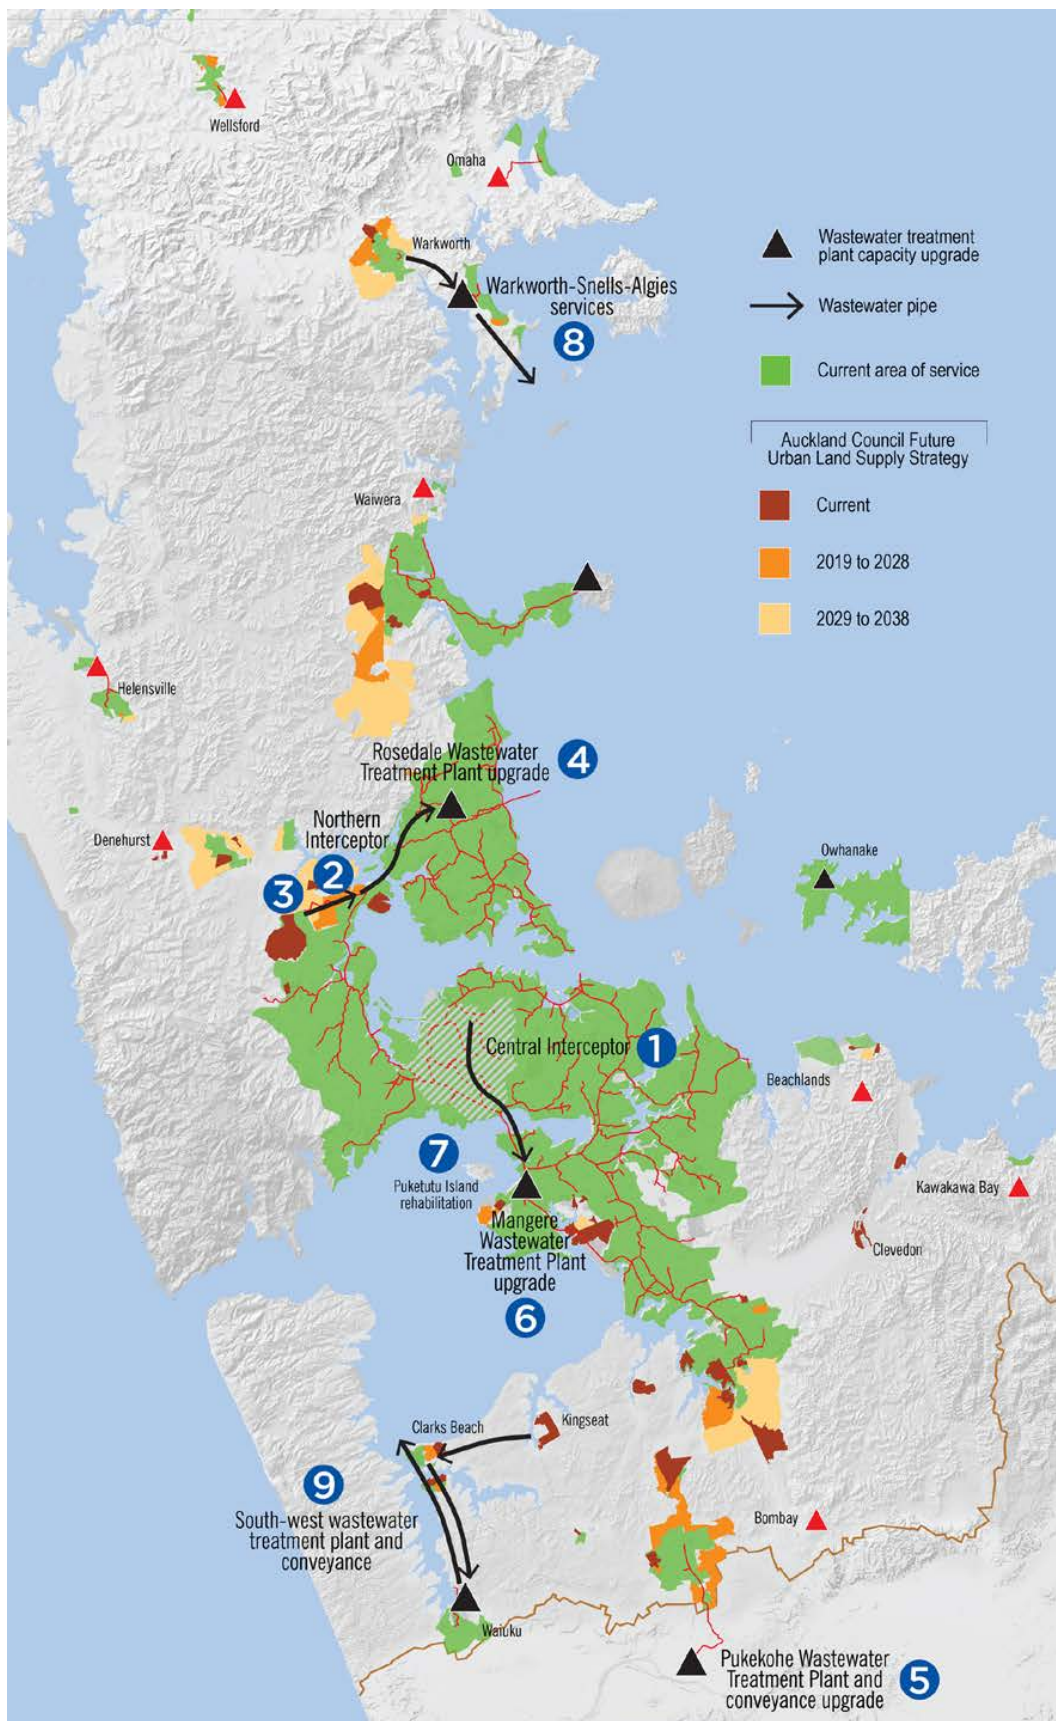 Wellsford
Omaha
Warkworth
Warkworth-Snells-Algies
services
8
Wastewater treatment
plant capacity upgrade
Wastewater pipe
Current area of service
Auckland Council Future
Urban Land Supply Strategy
Current
2019 to 2028
2029 to 2038
Waiwera
Helensville
Rosedale Wastewater
Treatment Plant upgrade
4
Northern
Interceptor
Denehurst
3
2
Owhanake
Central Interceptor
1
Beachlands
7
Puketutu Island
rehabilitation
Kawakawa Bay
Clevedon
Mangere
Wastewater
Treatment Plant
upgrade
6
Clarks Beach
Kingseat
9
South-west wastewater
treatment plant and
conveyance
Bombay
Waiuku
Pukekohe Wastewater
Treatment Plant and
conveyance upgrade
5